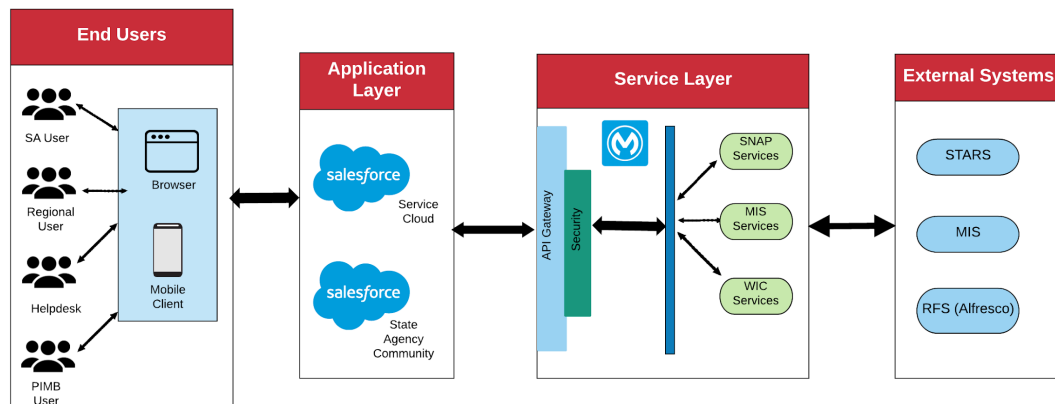 End Users
SA User
Regional
User
Helpdesk
PIMB
User
Browser
Mobile
Client
Application
Layer
salesforce
Service
Cloud
salesforce
State
Agency
Community
Service Layer
API Gateway
Security
SNAP
Services
MIS
Services
WIC
Services
External Systems
STARS
MIS
RFS (Alfresco)